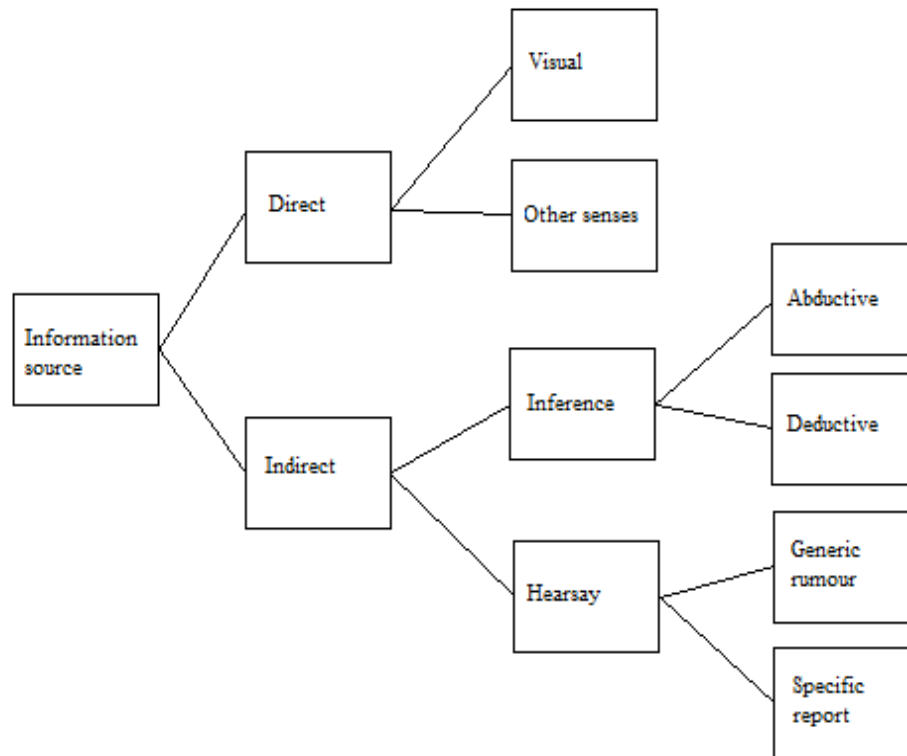 Visual
Direct
Other senses
Information
source
Abductive
Inference
Deductive
Indirect
Generic
rumour
Hearsay
Specific
report